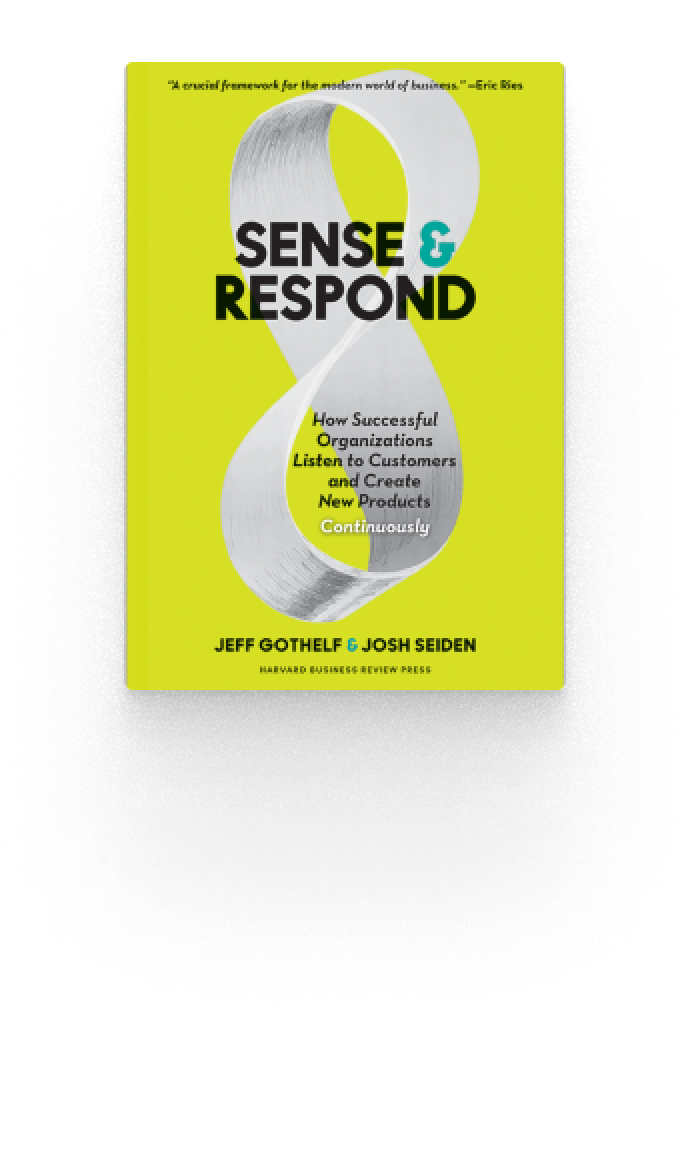 "A crucial framework for the modern world of business." —Eric Ries
SENSE &
RESPOND
How Successful
Organizations
Listen to Customers
and Create
New Products
Continuously
JEFF GOTHELF & JOSH SEIDEN
HARVARD BUSINESS REVIEW PRESS